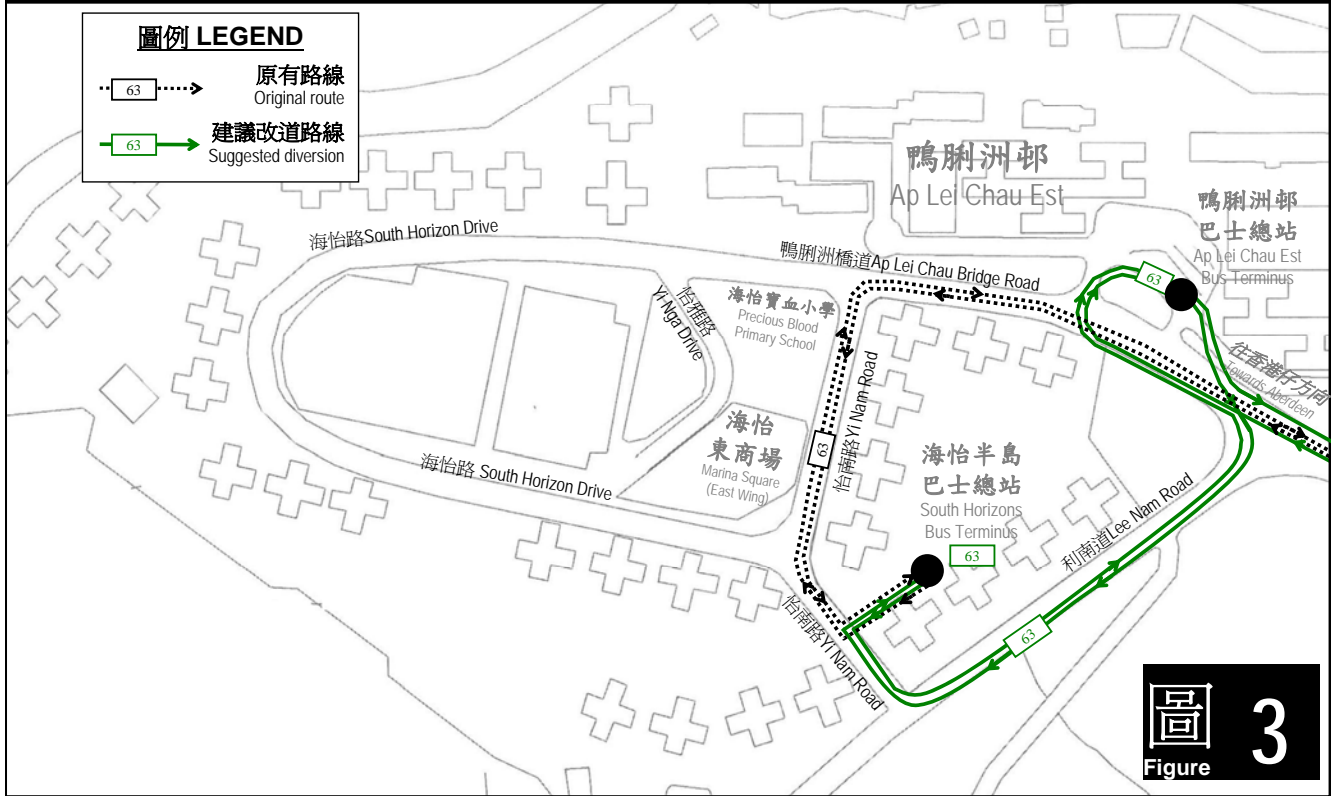 圖例 LEGEND
63
原有路線
Original route
63
建議改道路線
Suggested diversion
鴨脷洲邨
Ap Lei Chau Est
鴨脷洲邨
巴士總站
Ap Lei Chau Est
Bus Terminus
63
海怡路South Horizon Drive
鴨脷洲橋道Ap Lei Chau Bridge Road
怡雅路
Yi Nga Drive
海怡寶血小學
Precious Blood
Primary School
往香港仔方向
Towards Aberdeen
怡南路Yi Nam Road
63
海怡
東商場
Marina Square
(East Wing)
海怡半島
巴士總站
South Horizons
Bus Terminus
63
海怡路 South Horizon Drive
利南道Lee Nam Road
63
怡南路Yi Nam Road
圖 3
Figure